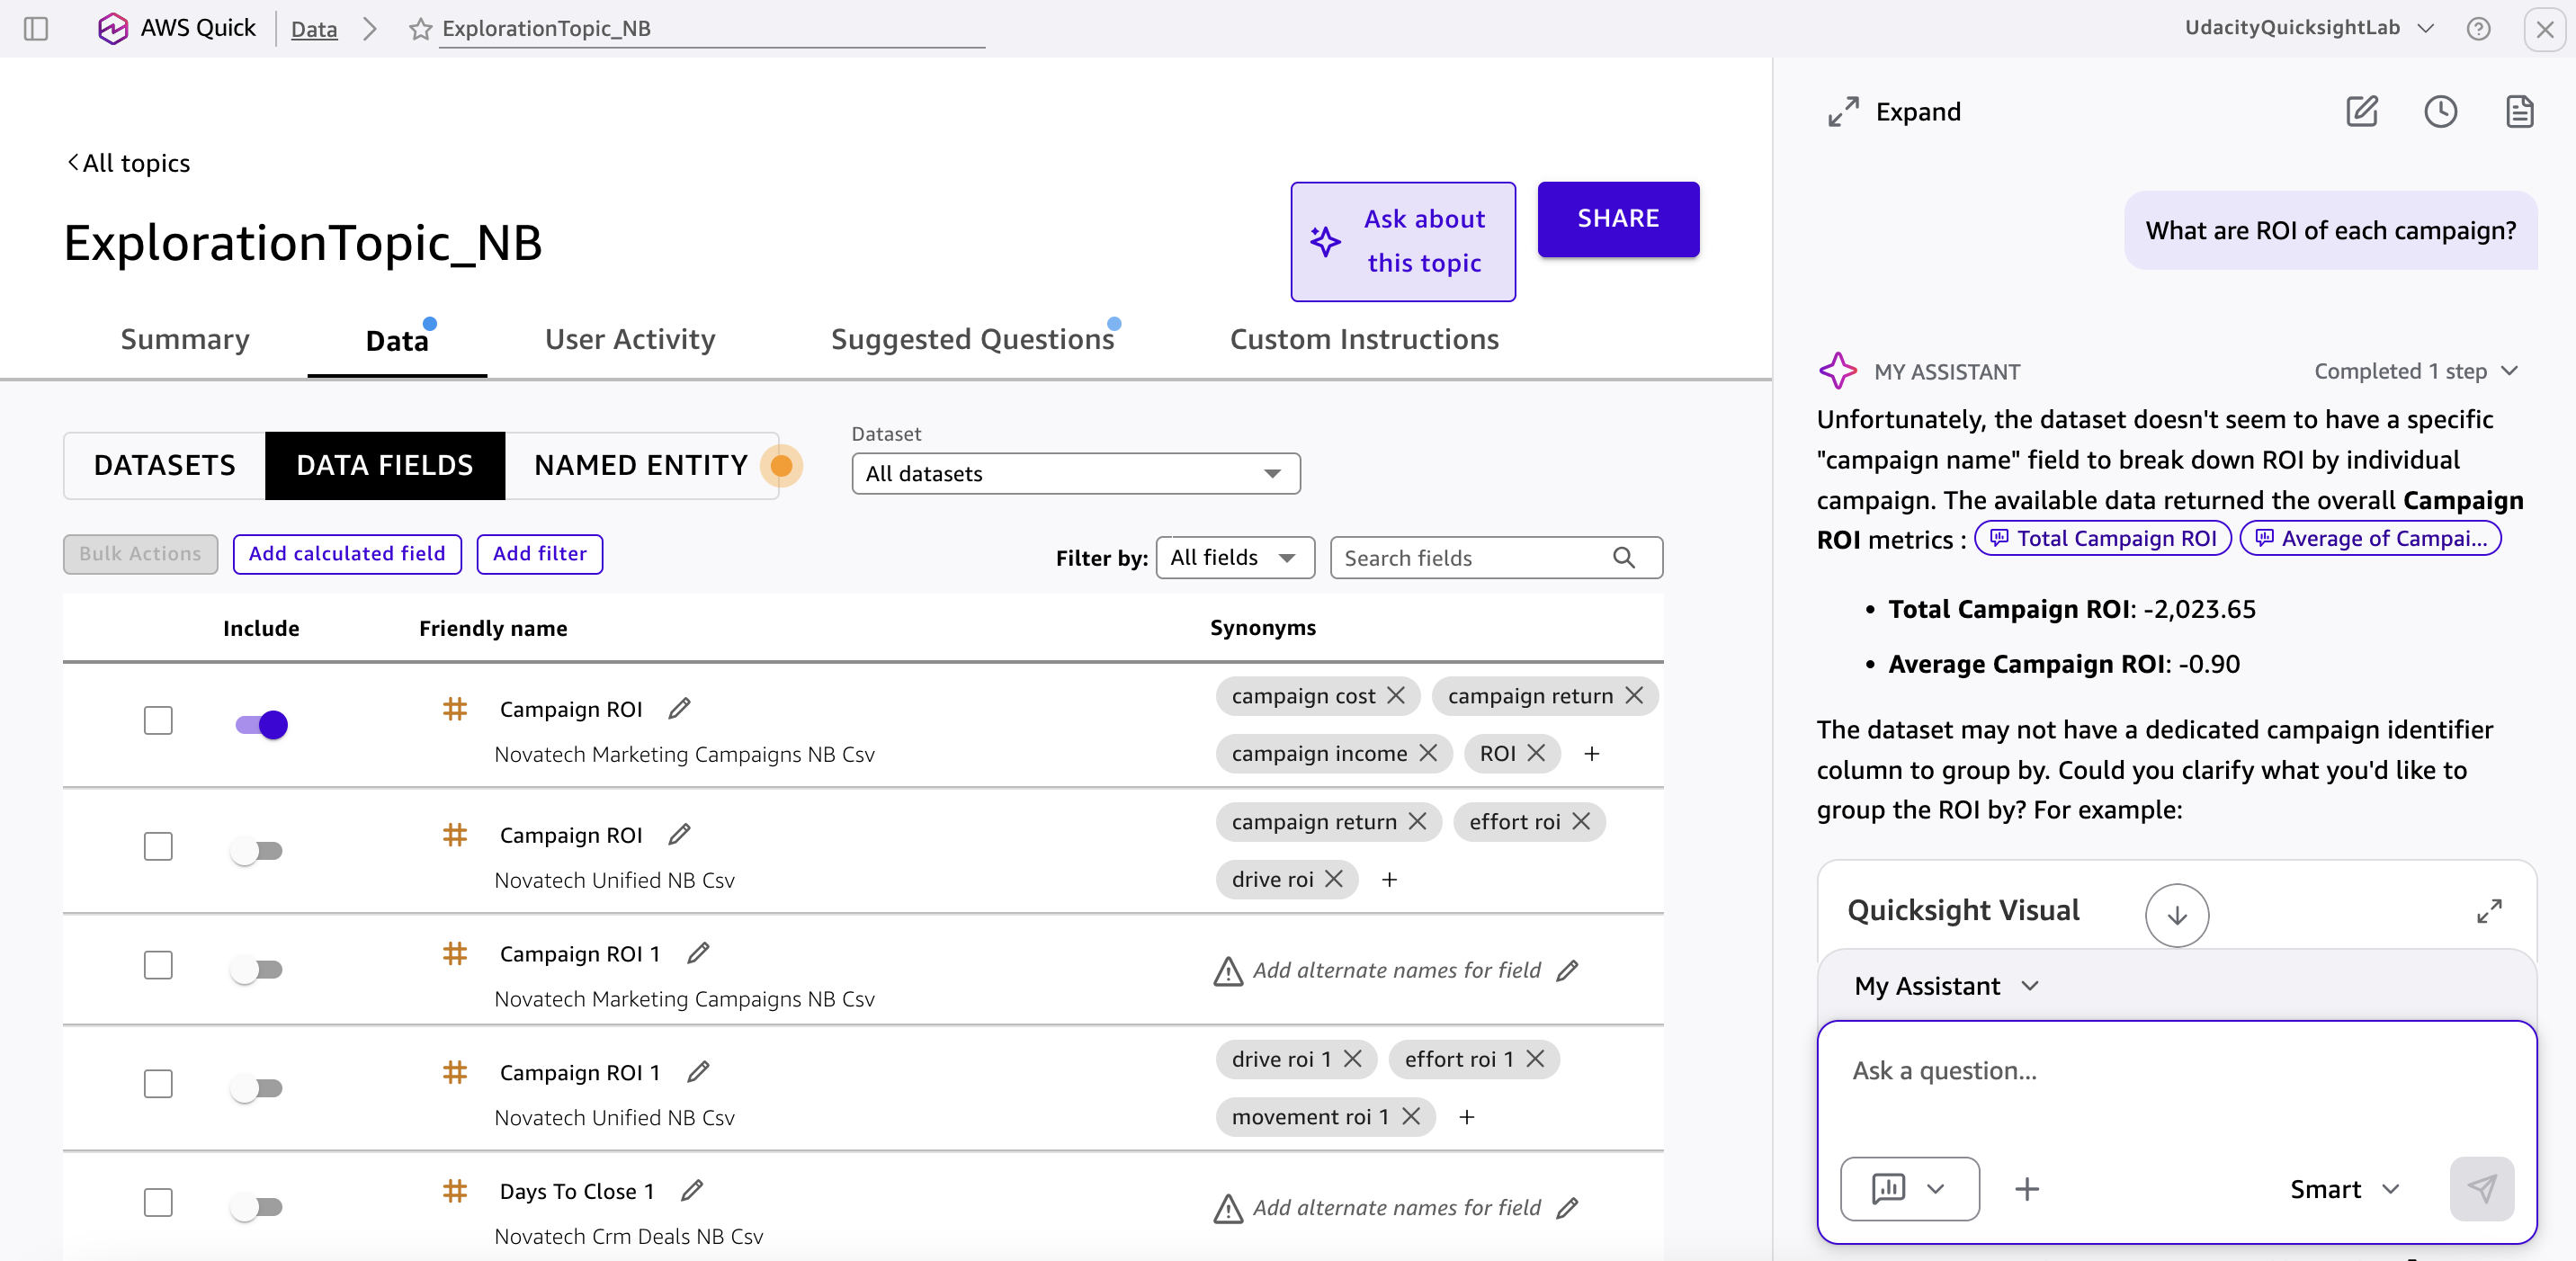 AWS Quick
Data
ExplorationTopic_NB
UdacityQuicksightLab
All topics
ExplorationTopic_NB
Ask about
this topic
SHARE
Summary
Data
User Activity
Suggested Questions
Custom Instructions
DATASETS
DATA FIELDS
NAMED ENTITY
Dataset
All datasets
Bulk Actions
Add calculated field
Add filter
Filter by:
All fields
Search fields
Include
Friendly name
Synonyms
Campaign ROI
Novatech Marketing Campaigns NB Csv
campaign cost
campaign return
campaign income
ROI
Campaign ROI
Novatech Unified NB Csv
campaign return
effort roi
drive roi
Campaign ROI 1
Novatech Marketing Campaigns NB Csv
Add alternate names for field
Campaign ROI 1
Novatech Unified NB Csv
drive roi 1
effort roi 1
movement roi 1
Days To Close 1
Novatech Crm Deals NB Csv
Add alternate names for field
Expand
What are ROI of each campaign?
MY ASSISTANT
Completed 1 step
Unfortunately, the dataset doesn't seem to have a specific
"campaign name" field to break down ROI by individual
campaign. The available data returned the overall Campaign
ROI metrics : Total Campaign ROI Average of Campai...
• Total Campaign ROI: -2,023.65
• Average Campaign ROI: -0.90
The dataset may not have a dedicated campaign identifier
column to group by. Could you clarify what you'd like to
group the ROI by? For example:
Quicksight Visual
My Assistant
Ask a question...
Smart